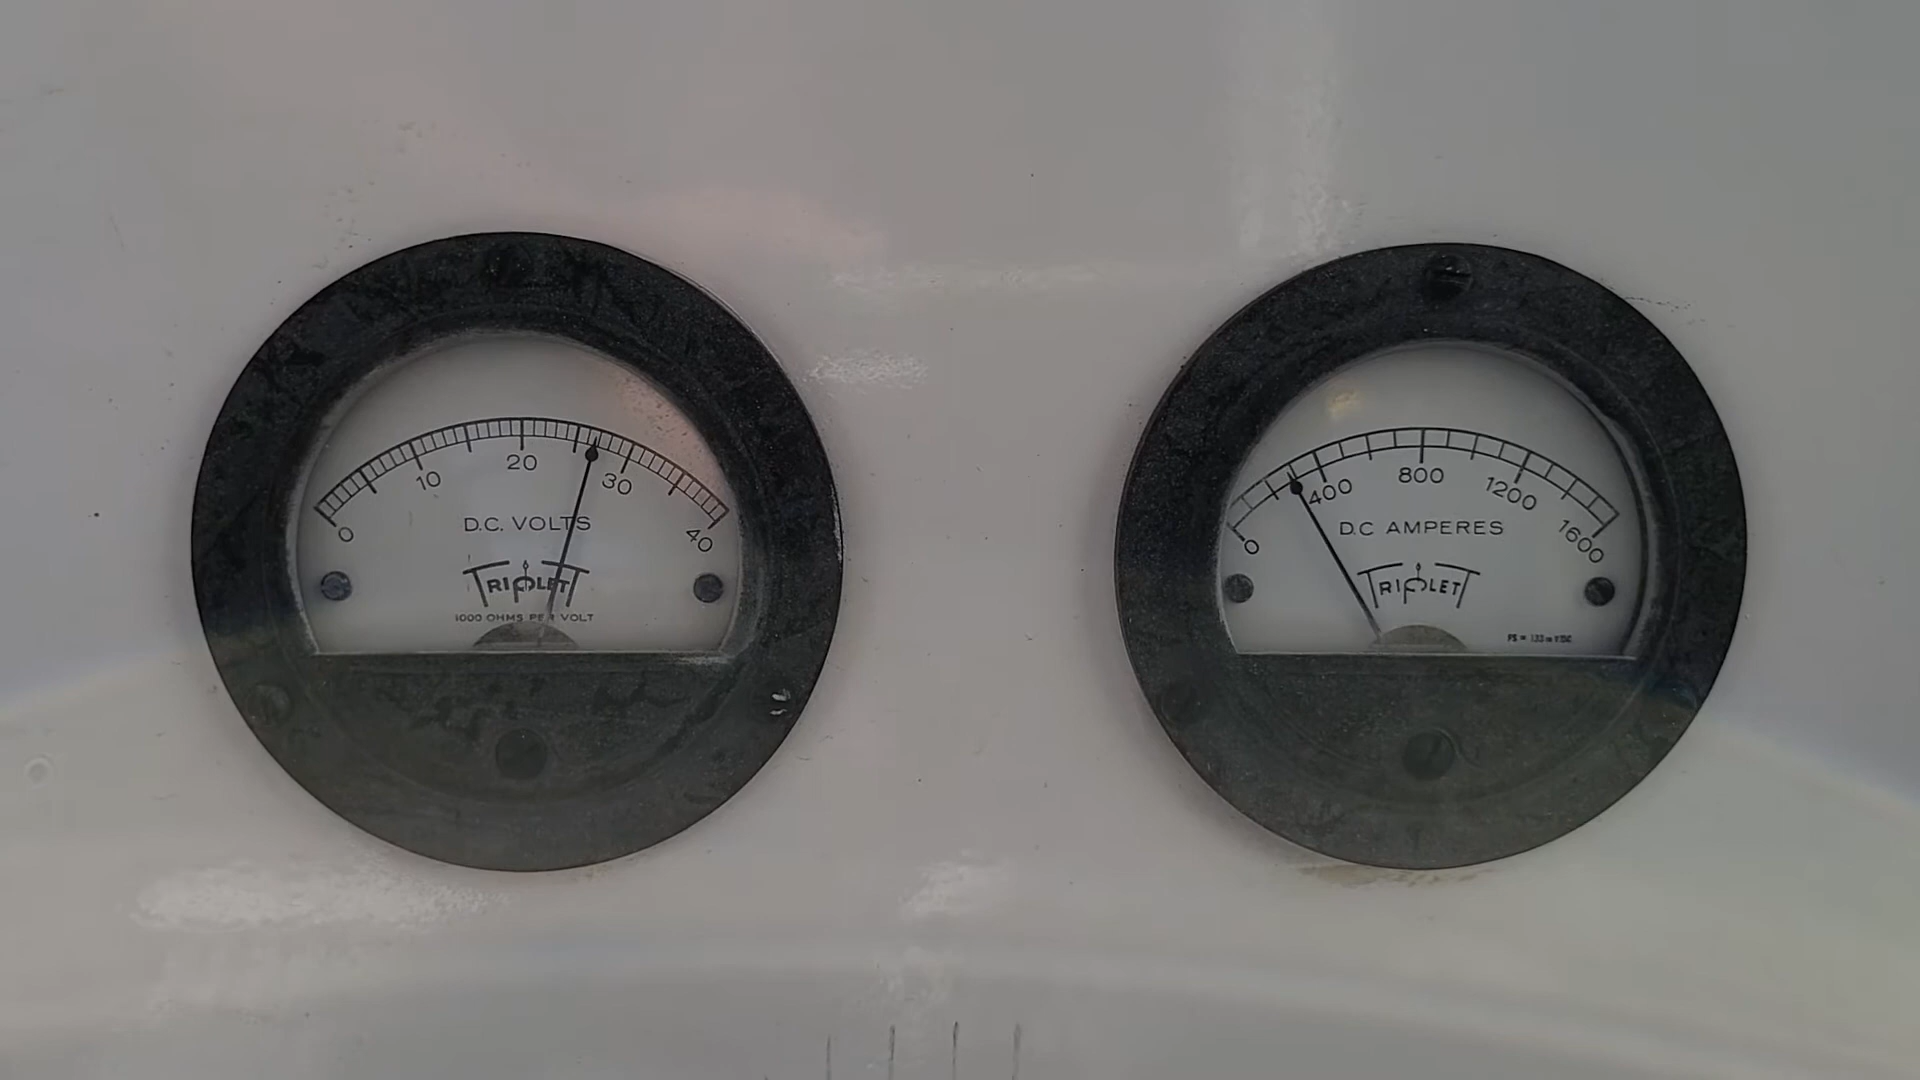 0 10 20 30 40
D.C. VOLTS
TRIPLETT
1000 OHMS PER VOLT
0 400 800 1200 1600
D.C AMPERES
TRIPLETT